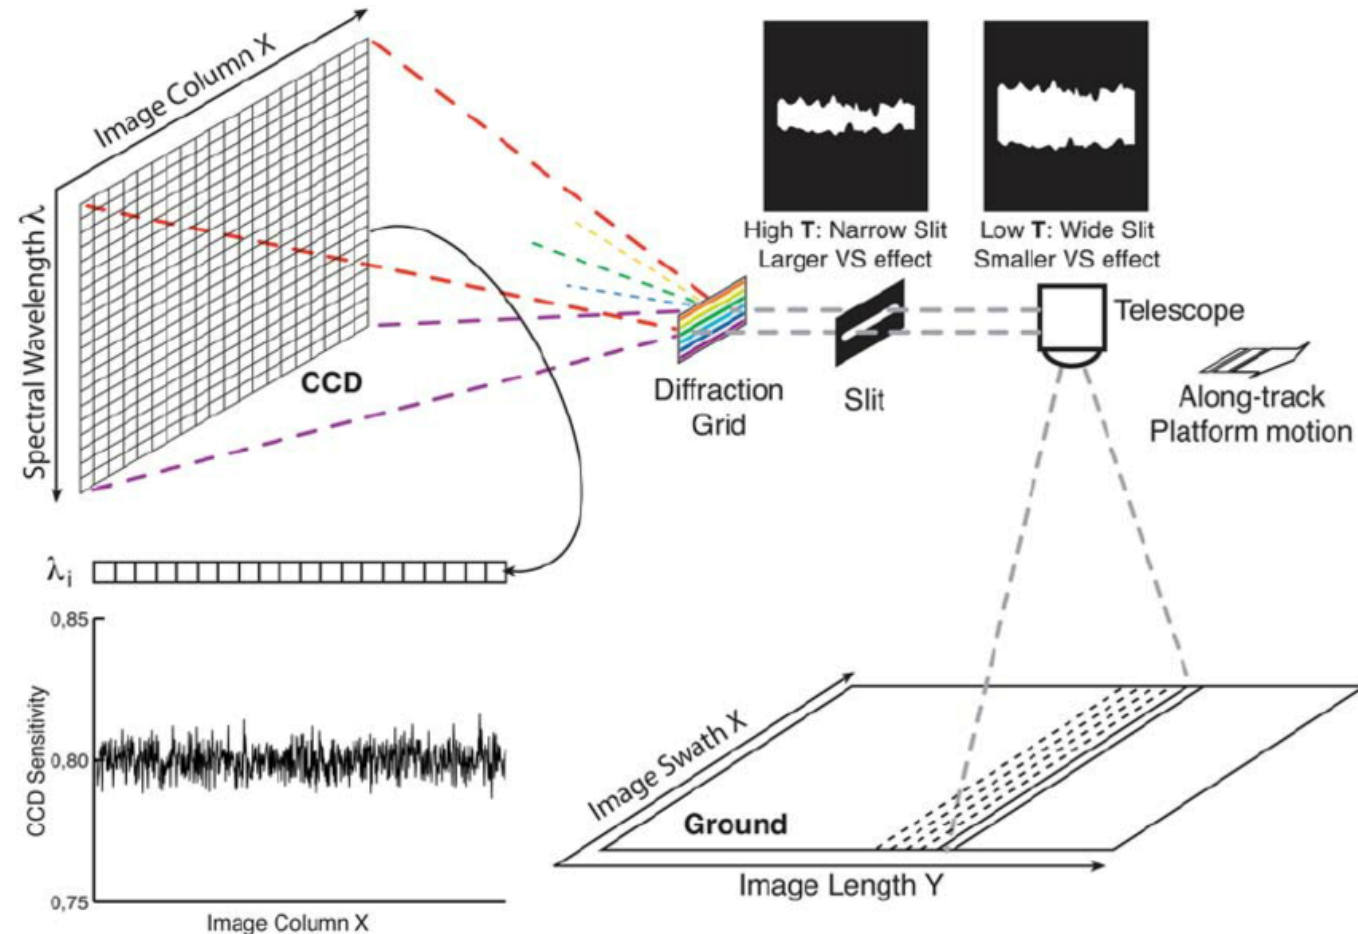 Image Column X
Spectral Wavelength λ
CCD
High T: Narrow Slit
Larger VS effect
Low T: Wide Slit
Smaller VS effect
Telescope
Diffraction
Grid
Slit
Along-track
Platform motion
λi
0,85
0,80
0,75
CCD Sensitivity
Image Column X
Image Swath X
Ground
Image Length Y